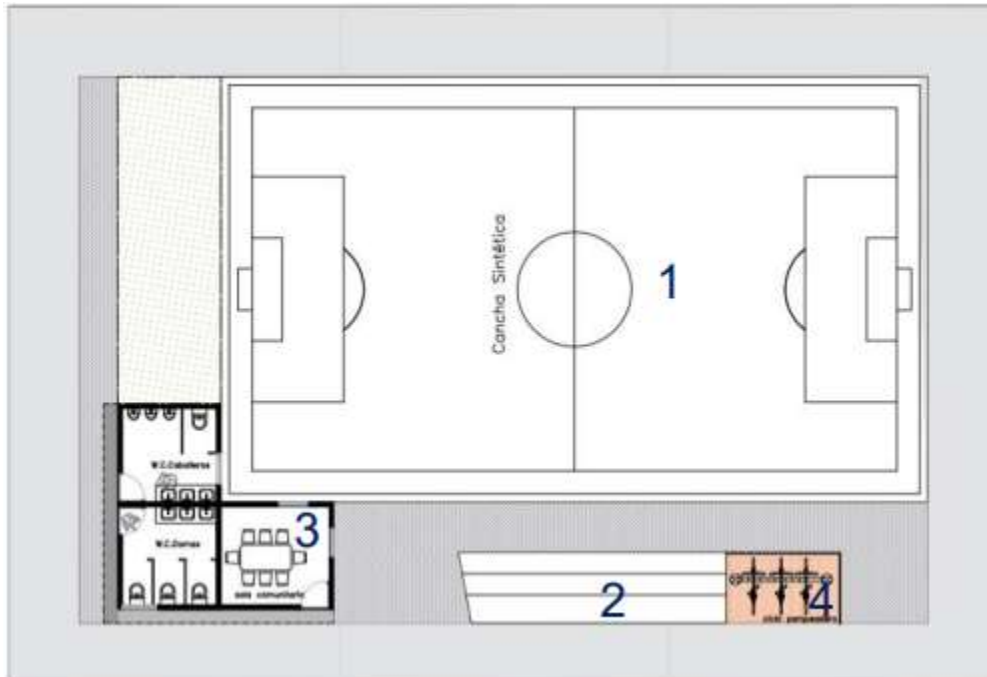 Cancha Sintética
1
W.C.Caballeros
W.C.Damas
3
sala comunitaria
2
4